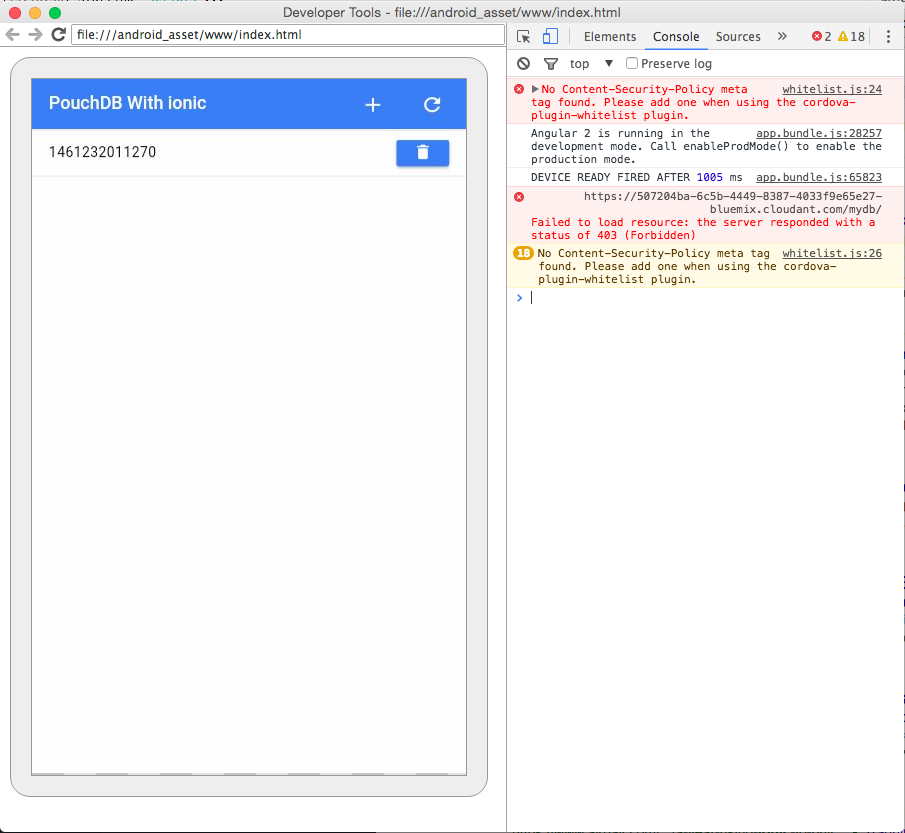 Developer Tools - file:///android_asset/www/index.html
file:///android_asset/www/index.html
Elements Console Sources » 2 18
top ▼ Preserve log
PouchDB With ionic
1461232011270
No Content-Security-Policy meta whitelist.js:24
tag found. Please add one when using the cordova-
plugin-whitelist plugin.
Angular 2 is running in the app.bundle.js:28257
development mode. Call enableProdMode() to enable the
production mode.
DEVICE READY FIRED AFTER 1005 ms app.bundle.js:65823
https://507204ba-6c5b-4449-8387-4033f9e65e27-
bluemix.cloudant.com/mydb/
Failed to load resource: the server responded with a
status of 403 (Forbidden)
18 No Content-Security-Policy meta tag whitelist.js:26
found. Please add one when using the cordova-
plugin-whitelist plugin.
>